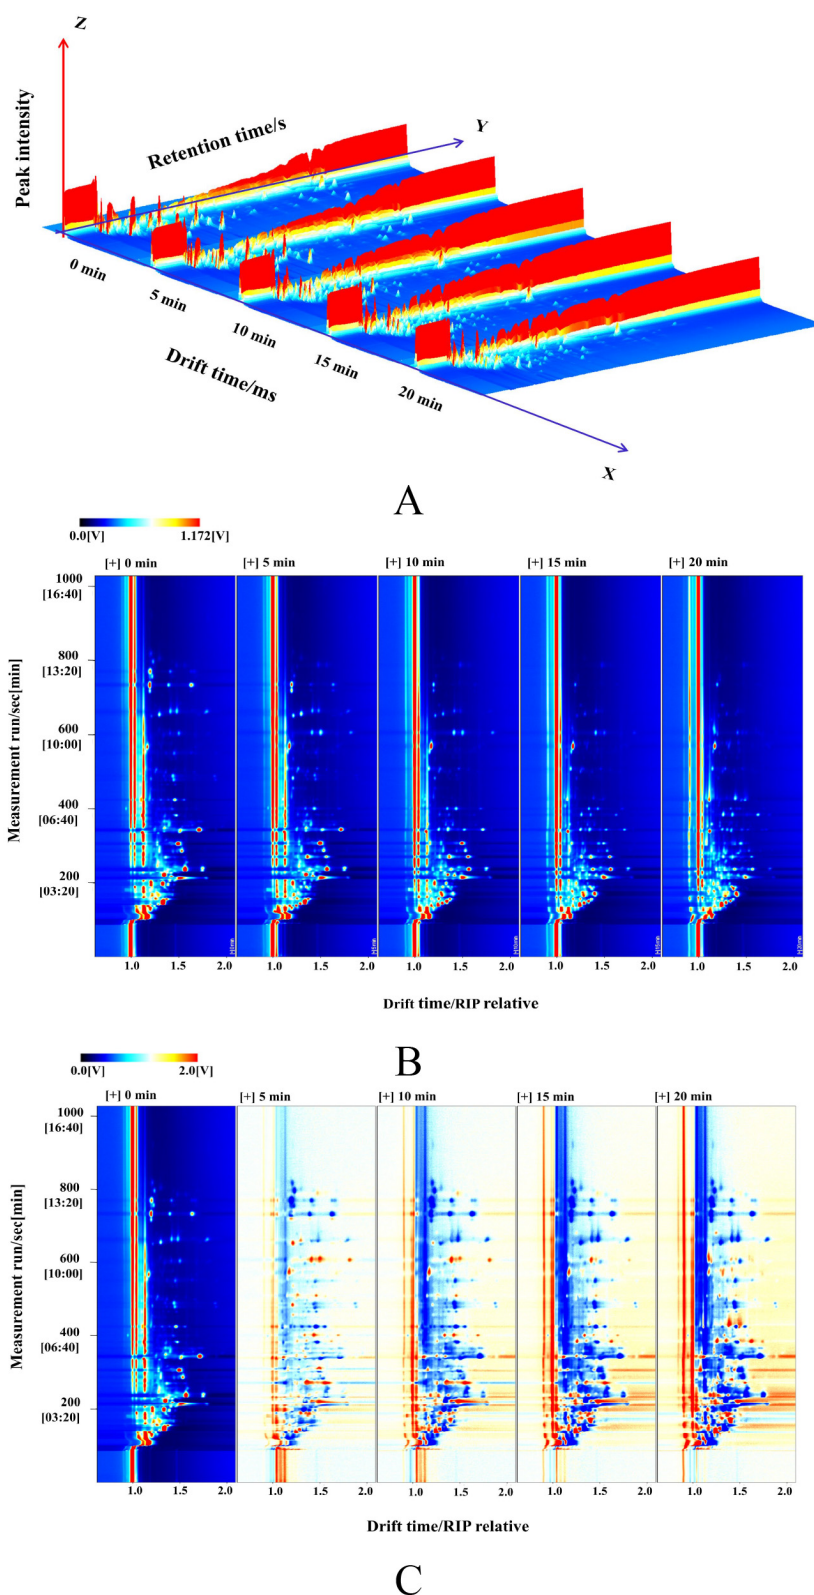 Z
Peak intensity
Retention time/s
Y
0 min
5 min
10 min
15 min
20 min
Drift time/ms
X
A
0.0[V] 1.172[V]
[+] 0 min [+] 5 min [+] 10 min [+] 15 min [+] 20 min
Measurement run/sec[min]
1000
[16:40]
800
[13:20]
600
[10:00]
400
[06:40]
200
[03:20]
1.0 1.5 2.0 1.0 1.5 2.0 1.0 1.5 2.0 1.0 1.5 2.0 1.0 1.5 2.0
Drift time/RIP relative
B
0.0[V] 2.0[V]
[+] 0 min [+] 5 min [+] 10 min [+] 15 min [+] 20 min
Measurement run/sec[min]
1000
[16:40]
800
[13:20]
600
[10:00]
400
[06:40]
200
[03:20]
1.0 1.5 2.0 1.0 1.5 2.0 1.0 1.5 2.0 1.0 1.5 2.0 1.0 1.5 2.0
Drift time/RIP relative
C